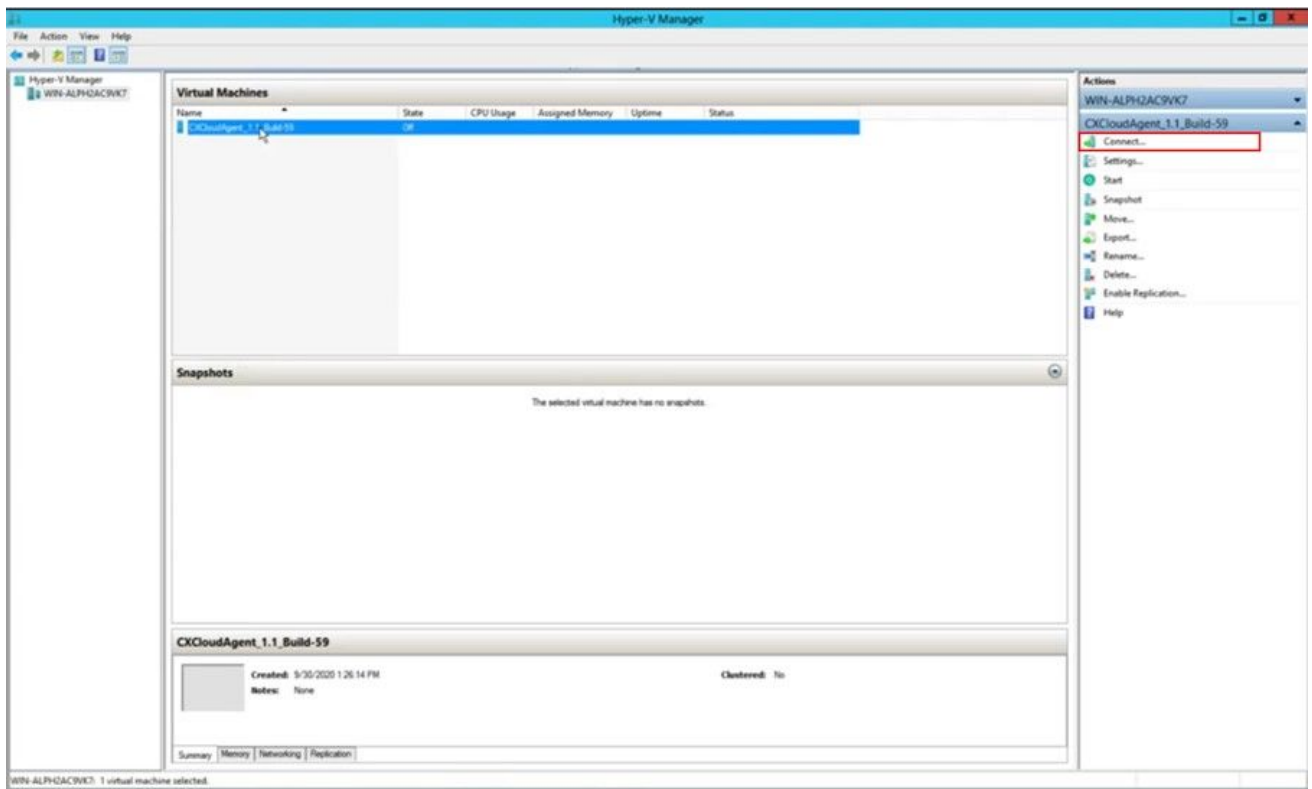 Hyper-V Manager
File Action View Help
Hyper-V Manager
WIN-ALPH2AC9VK7
Virtual Machines
Name State CPU Usage Assigned Memory Uptime Status
CXCloudAgent_1.1_Build-59 Off
Snapshots
The selected virtual machine has no snapshots.
CXCloudAgent_1.1_Build-59
Created: 9/30/2020 1:26:14 PM Clustered: No
Notes: None
Summary Memory Networking Replication
Actions
WIN-ALPH2AC9VK7
CXCloudAgent_1.1_Build-59
Connect...
Settings...
Start
Snapshot
Move...
Export...
Rename...
Delete...
Enable Replication...
Help
WIN-ALPH2AC9VK7: 1 virtual machine selected.